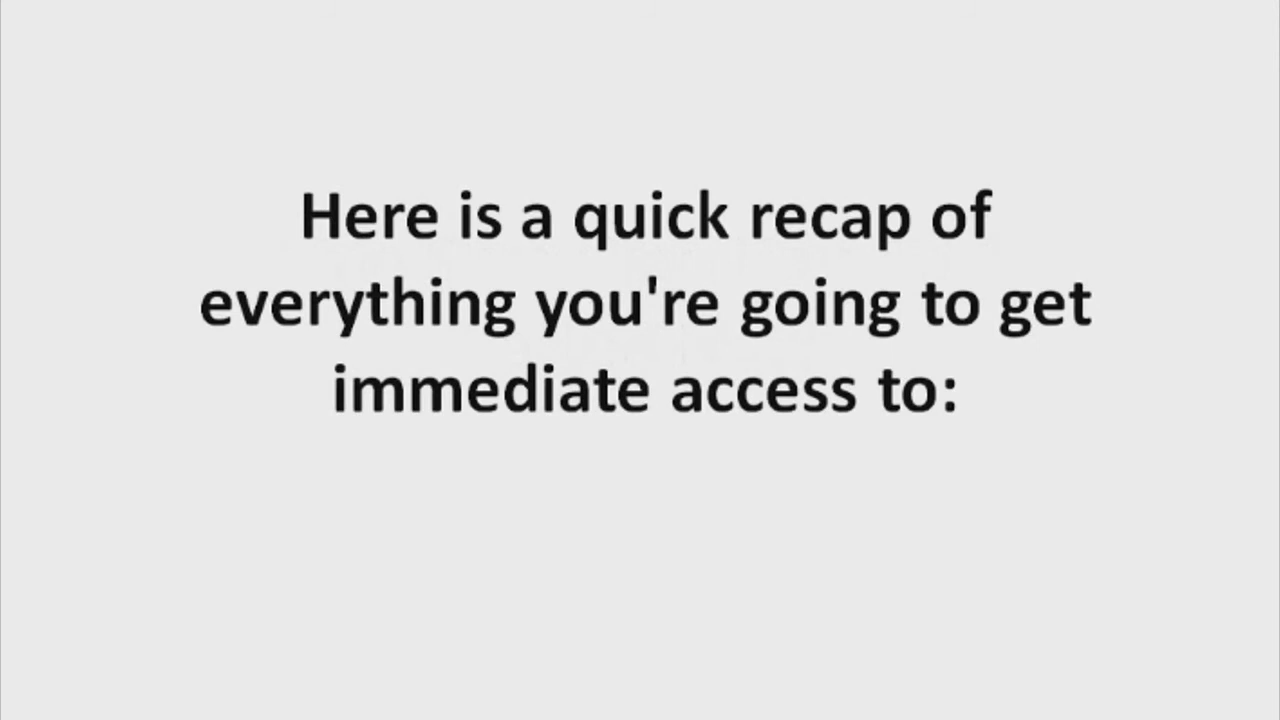 Here is a quick recap of
everything you're going to get
immediate access to: